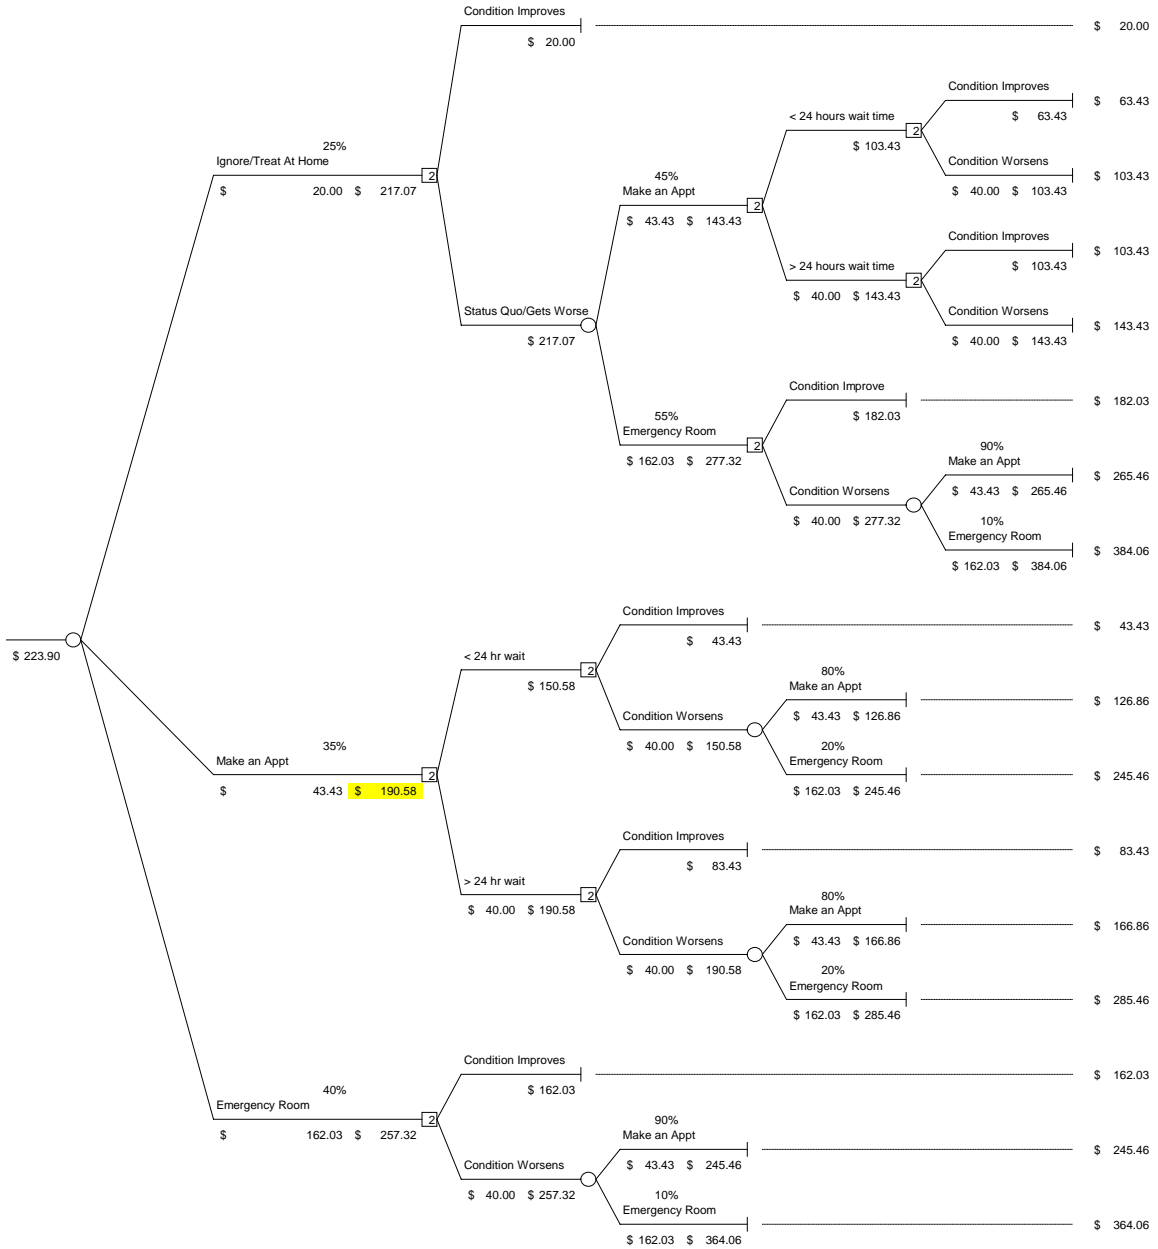 Condition Improves
$ 20.00 $ 20.00
Condition Improves
$ 63.43
< 24 hours wait time $ 63.43
2
25% $ 103.43
Ignore/Treat At Home Condition Worsens
2 45% $ 103.43
$ 20.00 $ 217.07 Make an Appt $ 40.00 $ 103.43
2
$ 43.43 $ 143.43
Condition Improves
$ 103.43
> 24 hours wait time $ 103.43
2
$ 40.00 $ 143.43
Status Quo/Gets Worse Condition Worsens
$ 143.43
$ 217.07 $ 40.00 $ 143.43
Condition Improve
$ 182.03
55% $ 182.03
Emergency Room
2 90%
$ 162.03 $ 277.32 Make an Appt
$ 265.46
Condition Worsens $ 43.43 $ 265.46
$ 40.00 $ 277.32 10%
Emergency Room
$ 384.06
$ 162.03 $ 384.06
Condition Improves
$ 43.43
$ 223.90 $ 43.43
< 24 hr wait
2 80%
$ 150.58 Make an Appt
$ 126.86
Condition Worsens $ 43.43 $ 126.86
35% $ 40.00 $ 150.58 20%
Make an Appt Emergency Room
2 $ 245.46
$ 43.43 $ 190.58 $ 162.03 $ 245.46
Condition Improves
$ 83.43
$ 83.43
> 24 hr wait
2 80%
$ 40.00 $ 190.58 Make an Appt
$ 166.86
Condition Worsens $ 43.43 $ 166.86
$ 40.00 $ 190.58 20%
Emergency Room
$ 285.46
$ 162.03 $ 285.46
Condition Improves
$ 162.03
40% $ 162.03
Emergency Room
2 90%
$ 162.03 $ 257.32 Make an Appt
$ 245.46
Condition Worsens $ 43.43 $ 245.46
$ 40.00 $ 257.32 10%
Emergency Room
$ 364.06
$ 162.03 $ 364.06